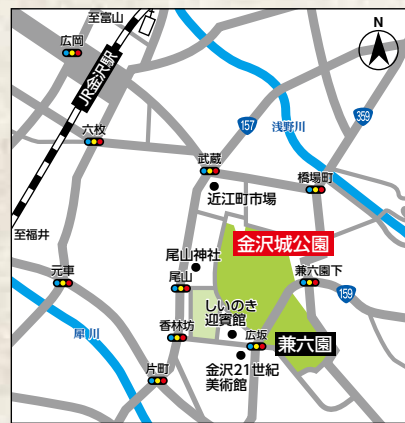 至富山
広岡
N
JR金沢駅
359
157
浅野川
六枚
武蔵
橋場町
近江町市場
至福井
金沢城公園
尾山神社
元車
尾山
兼六園下
159
しいのき
迎賓館
犀川
香林坊
広坂
兼六園
金沢21世紀
美術館
片町